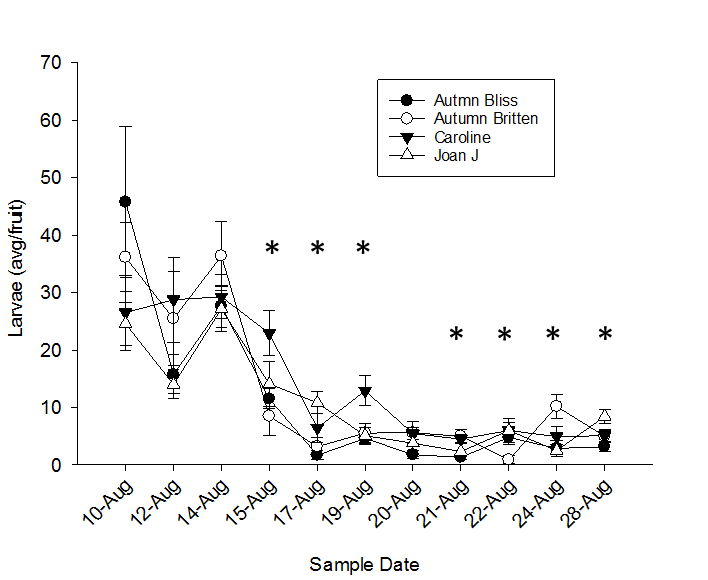 70
60
50
40
30
20
10
0
Larvae (avg/fruit)
Autmn Bliss
Autumn Britten
Caroline
Joan J
* * *
* * * *
10-Aug
12-Aug
14-Aug
15-Aug
17-Aug
19-Aug
20-Aug
21-Aug
22-Aug
24-Aug
28-Aug
Sample Date